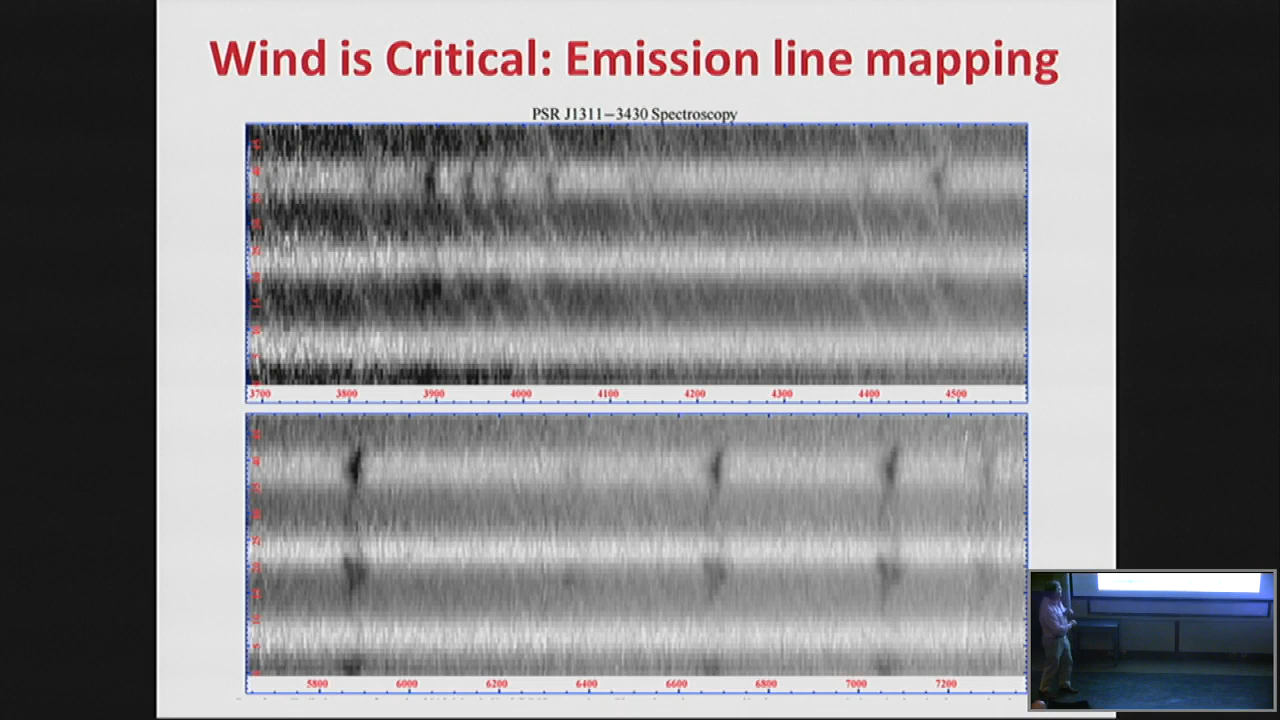 Wind is Critical: Emission line mapping
PSR J1311−3430 Spectroscopy
3700 3800 3900 4000 4100 4200 4300 4400 4500
5800 6000 6200 6400 6600 6800 7000 7200